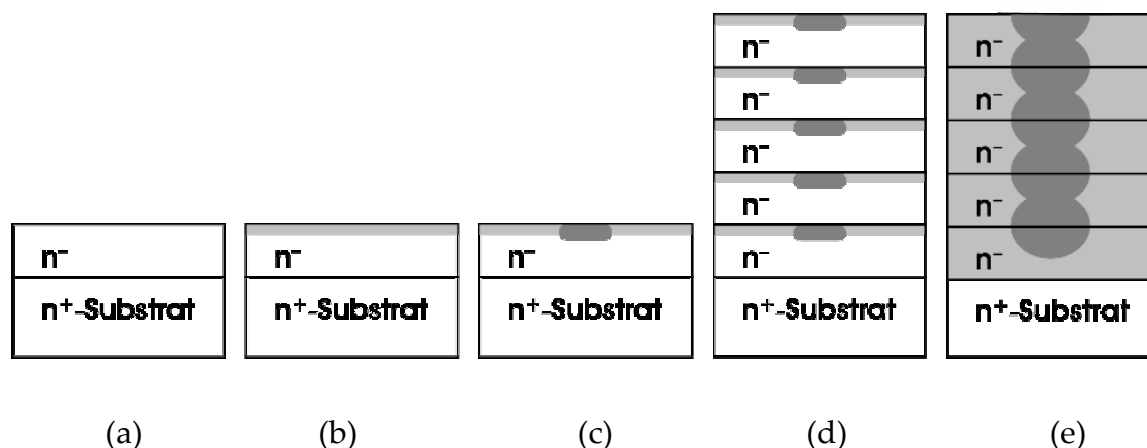 n⁻
n⁺-Substrat
n⁻
n⁺-Substrat
n⁻
n⁺-Substrat
n⁻
n⁻
n⁻
n⁻
n⁻
n⁺-Substrat
n⁻
n⁻
n⁻
n⁻
n⁻
n⁺-Substrat
(a) (b) (c) (d) (e)